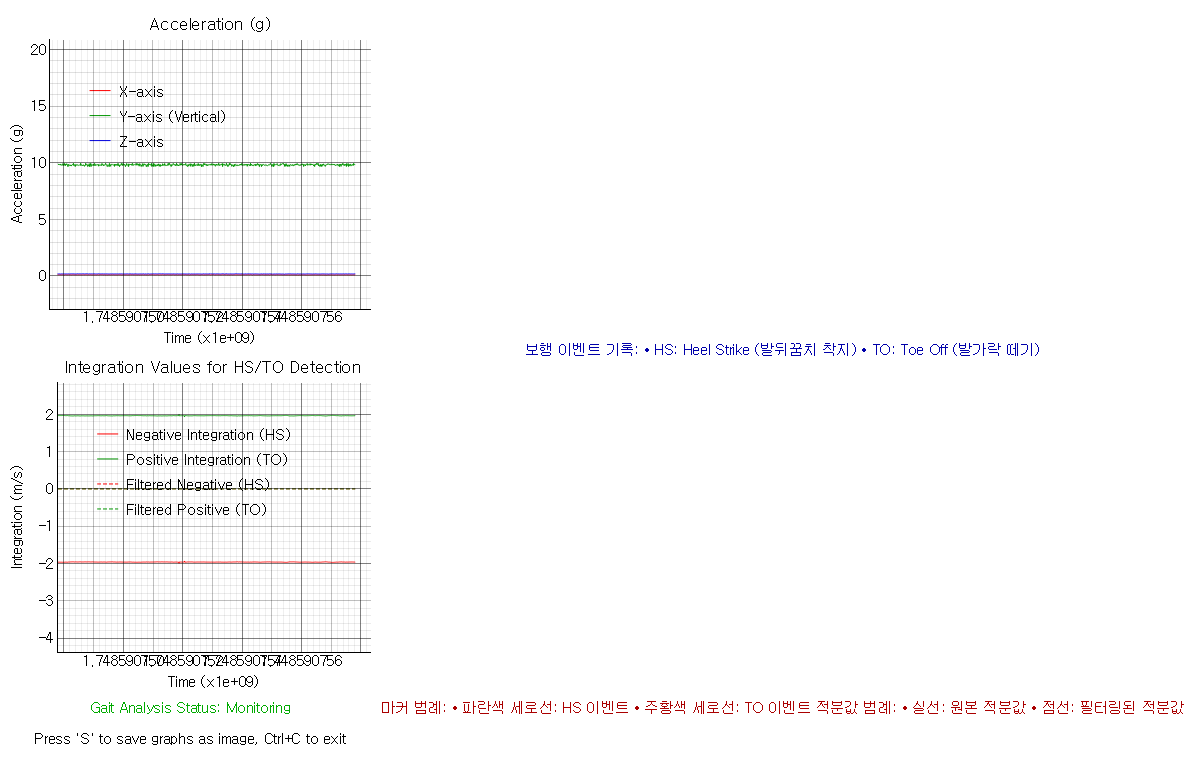 Acceleration (g)
20
15
10
5
0
Acceleration (g)
X-axis
Y-axis (Vertical)
Z-axis
Time (x1e+09)
보행 이벤트 기록: • HS: Heel Strike (발뒤꿈치 착지) • TO: Toe Off (발가락 떼기)
Integration Values for HS/TO Detection
2
1
0
-1
-2
-3
-4
Integration (m/s)
Negative Integration (HS)
Positive Integration (TO)
Filtered Negative (HS)
Filtered Positive (TO)
Time (x1e+09)
Gait Analysis Status: Monitoring
마커 범례: • 파란색 세로선: HS 이벤트 • 주황색 세로선: TO 이벤트 적분값 범례: • 실선: 원본 적분값 • 점선: 필터링된 적분값
Press 'S' to save graphs as image, Ctrl+C to exit